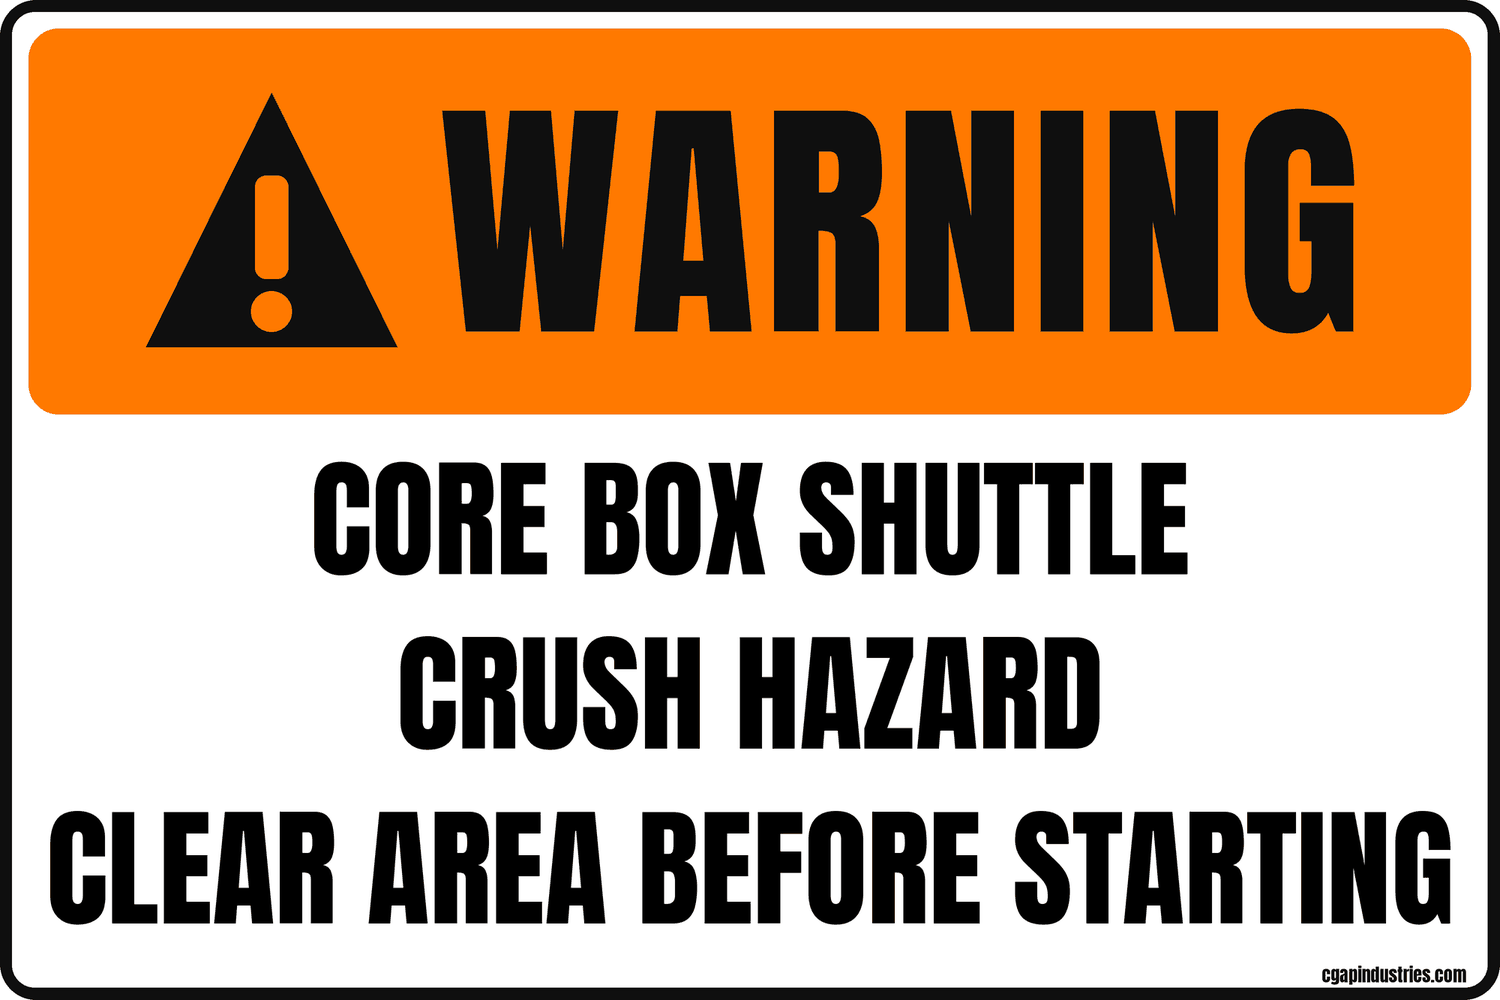 WARNING
CORE BOX SHUTTLE
CRUSH HAZARD
CLEAR AREA BEFORE STARTING
cgapindustries.com